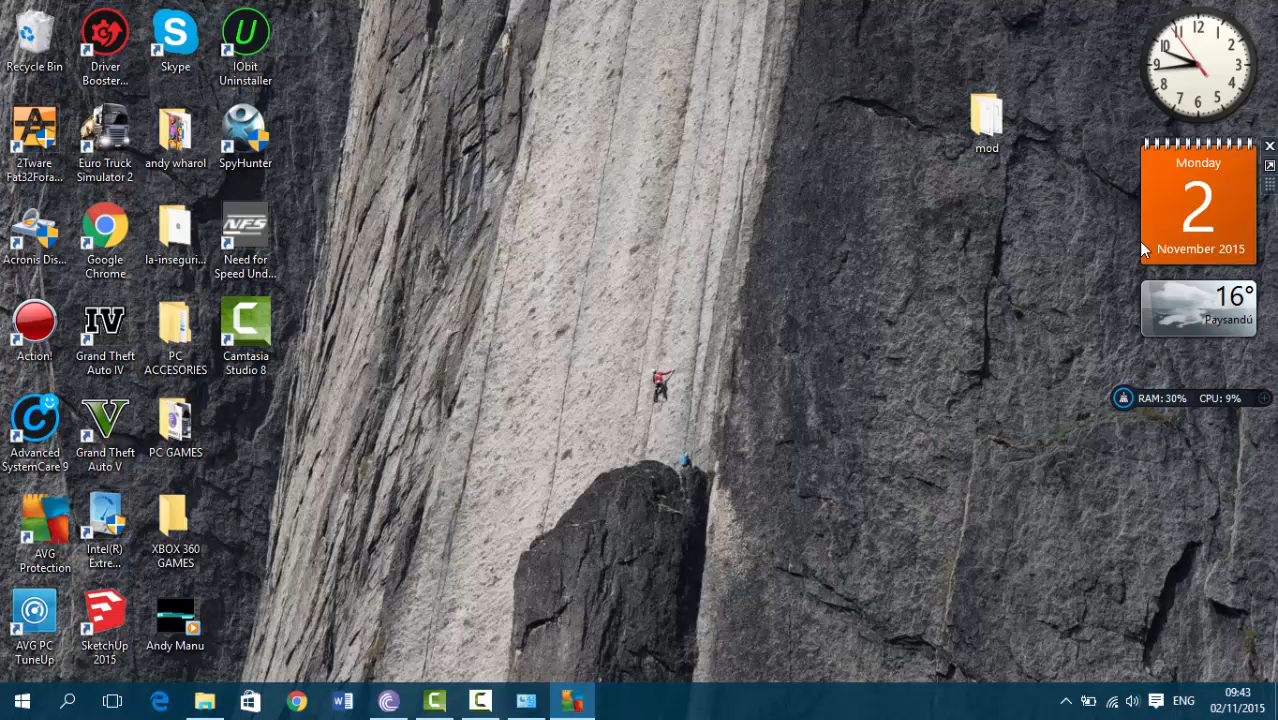 Recycle Bin
Driver
Booster...
Skype
IObit
Uninstaller
2Tware
Fat32Fora...
Euro Truck
Simulator 2
andy wharol
SpyHunter
Acronis Dis...
Google
Chrome
la-inseguri...
NFS
Need for
Speed Und...
Action!
IV
Grand Theft
Auto IV
PC
ACCESORIES
Camtasia
Studio 8
Advanced
SystemCare 9
Grand Theft
Auto V
PC GAMES
AVG
Protection
Intel(R)
Extre...
XBOX 360
GAMES
AVG PC
TuneUp
SketchUp
2015
Andy Manu
mod
12
1
2
3
4
5
6
7
8
9
10
11
Monday
2
November 2015
16°
Paysandú
RAM: 30% CPU: 9%
ENG
09:43
02/11/2015